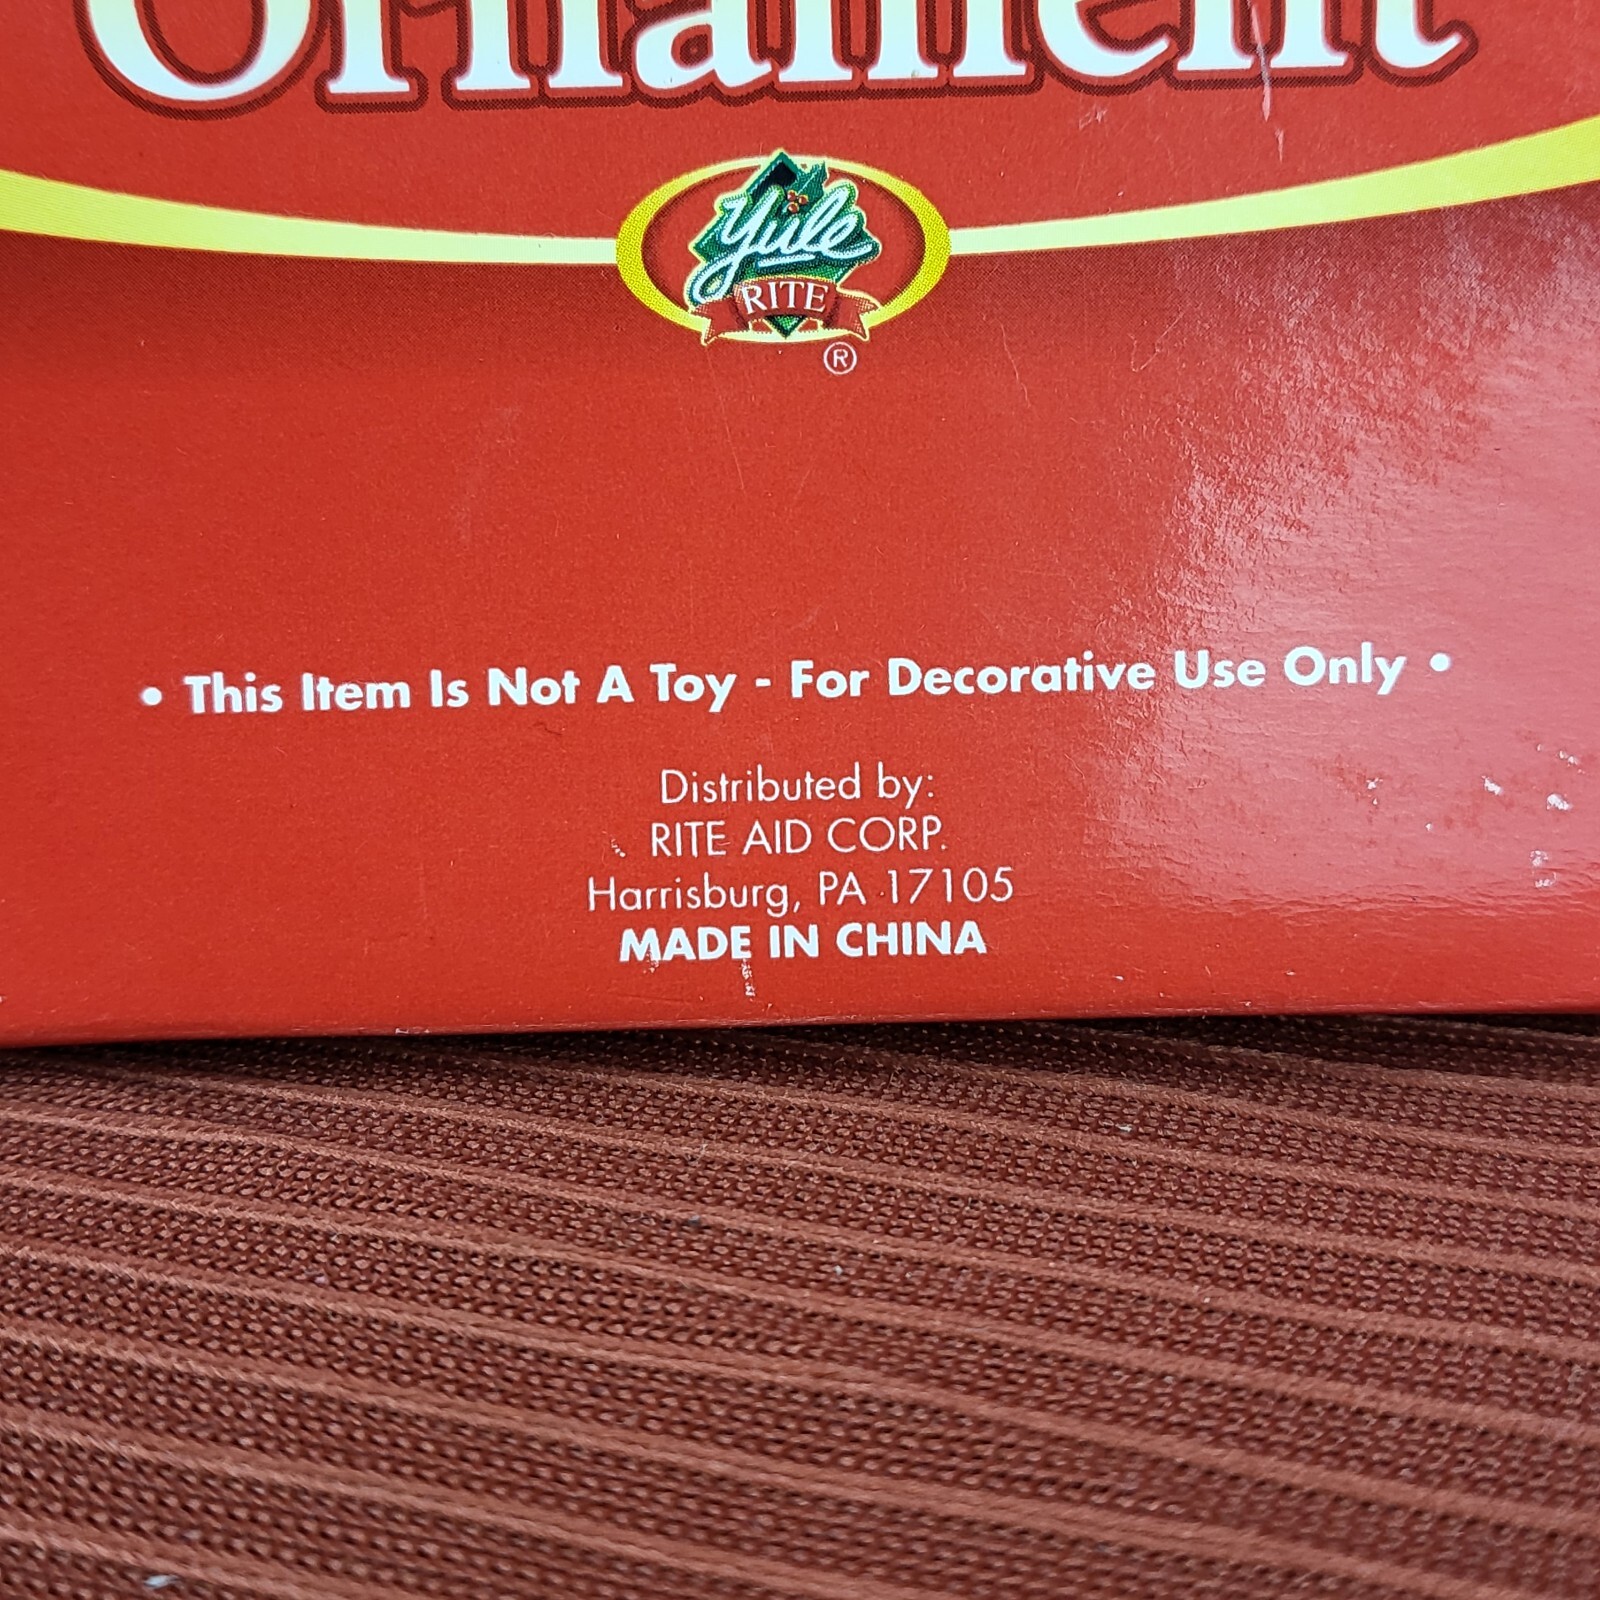 Ornament
Yule
RITE
®
• This Item Is Not A Toy - For Decorative Use Only •
Distributed by:
RITE AID CORP.
Harrisburg, PA 17105
MADE IN CHINA